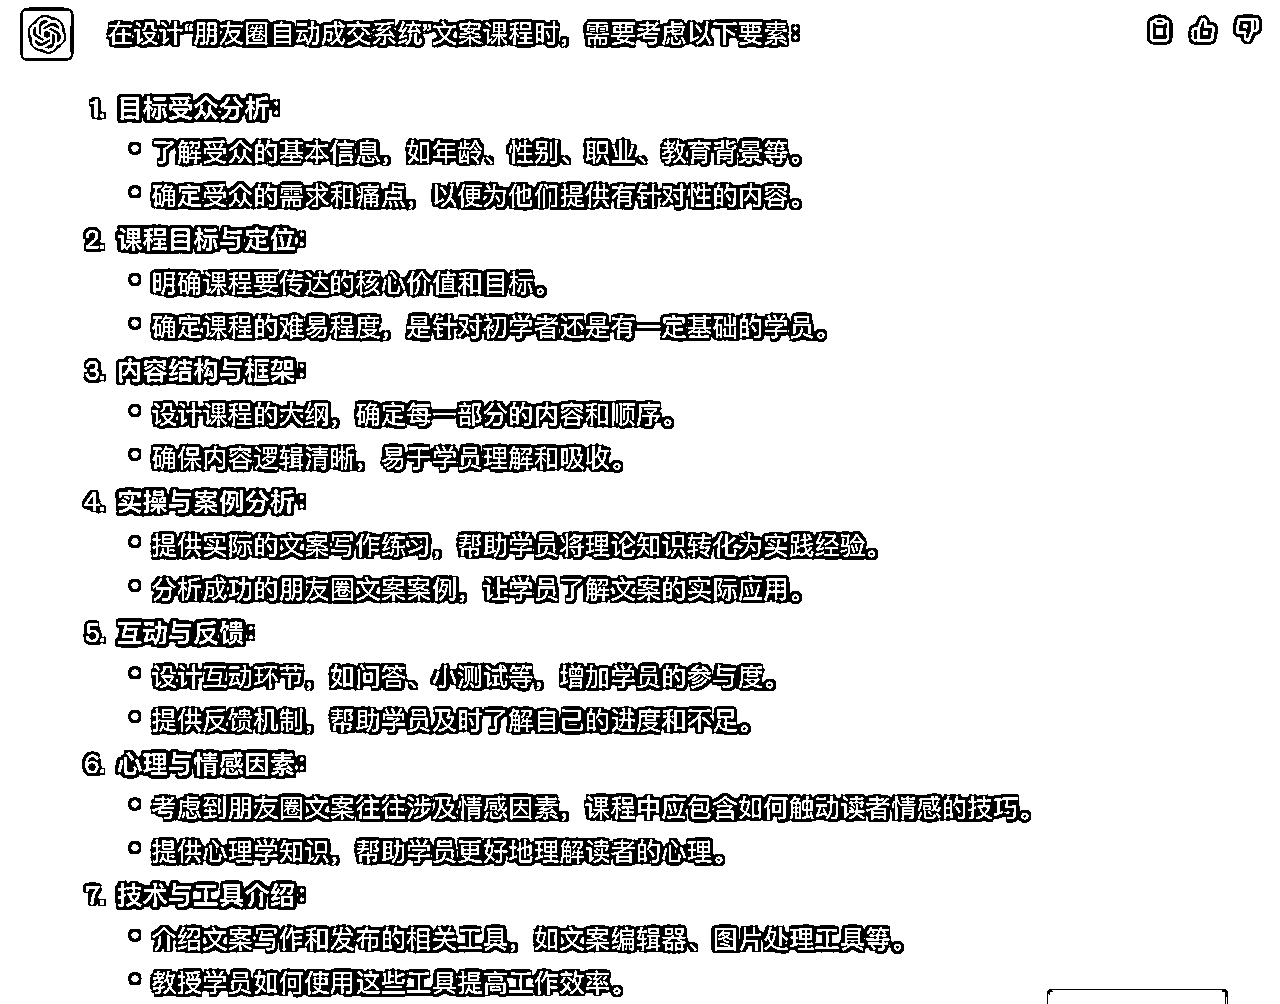 在设计“朋友圈自动成交系统”文案课程时，需要考虑以下要素：
1. 目标受众分析：
了解受众的基本信息，如年龄、性别、职业、教育背景等。
确定受众的需求和痛点，以便为他们提供有针对性的内容。
2. 课程目标与定位：
明确课程要传达的核心价值和目标。
确定课程的难易程度，是针对初学者还是有一定基础的学员。
3. 内容结构与框架：
设计课程的大纲，确定每一部分的内容和顺序。
确保内容逻辑清晰，易于学员理解和吸收。
4. 实操与案例分析：
提供实际的文案写作练习，帮助学员将理论知识转化为实践经验。
分析成功的朋友圈文案案例，让学员了解文案的实际应用。
5. 互动与反馈：
设计互动环节，如问答、小测试等，增加学员的参与度。
提供反馈机制，帮助学员及时了解自己的进度和不足。
6. 心理与情感因素：
考虑到朋友圈文案往往涉及情感因素，课程中应包含如何触动读者情感的技巧。
提供心理学知识，帮助学员更好地理解读者的心理。
7. 技术与工具介绍：
介绍文案写作和发布的相关工具，如文案编辑器、图片处理工具等。
教授学员如何使用这些工具提高工作效率。